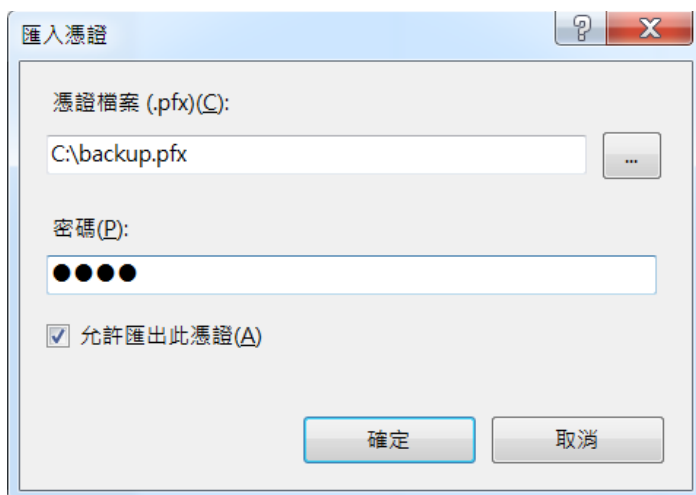 匯入憑證
憑證檔案 (.pfx)(C):
C:\backup.pfx
...
密碼(P):
●●●●
允許匯出此憑證(A)
確定
取消